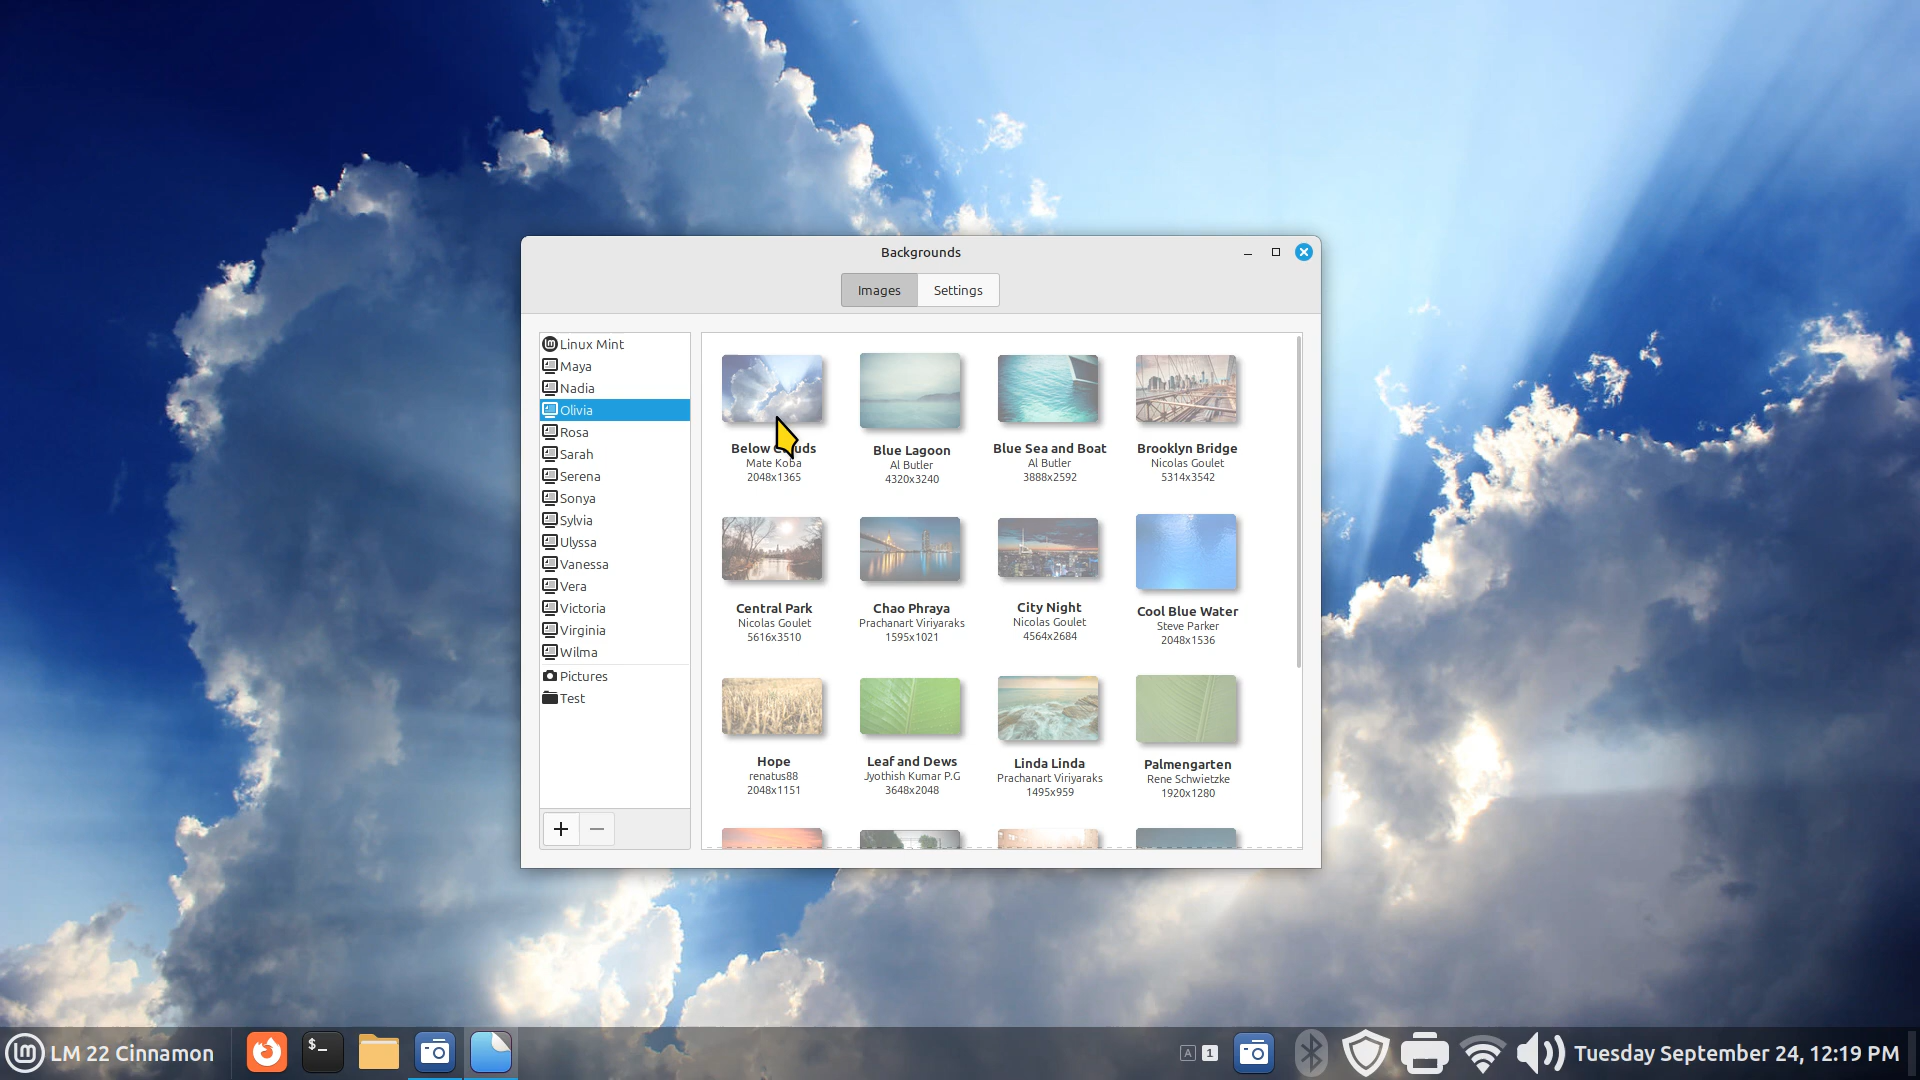 Backgrounds
Images
Settings
Linux Mint
Maya
Nadia
Olivia
Rosa
Sarah
Serena
Sonya
Sylvia
Ulyssa
Vanessa
Vera
Victoria
Virginia
Wilma
Pictures
Test
Below
Mate Koba
2048x1365
Blue Lagoon
Al Butler
4320x3240
Blue Sea and Boat
Al Butler
3888x2592
Brooklyn Bridge
Nicolas Goulet
5314x3542
Central Park
Nicolas Goulet
5616x3510
Chao Phraya
Prachanart Viriyaraks
1595x1021
City Night
Nicolas Goulet
4564x2684
Cool Blue Water
Steve Parker
2048x1536
Hope
renatus88
2048x1151
Leaf and Dews
Jyothish Kumar P.G
3648x2048
Linda Linda
Prachanart Viriyaraks
1495x959
Palmengarten
Rene Schwietzke
1920x1280
LM 22 Cinnamon
$_
A
1
Tuesday September 24, 12:19 PM